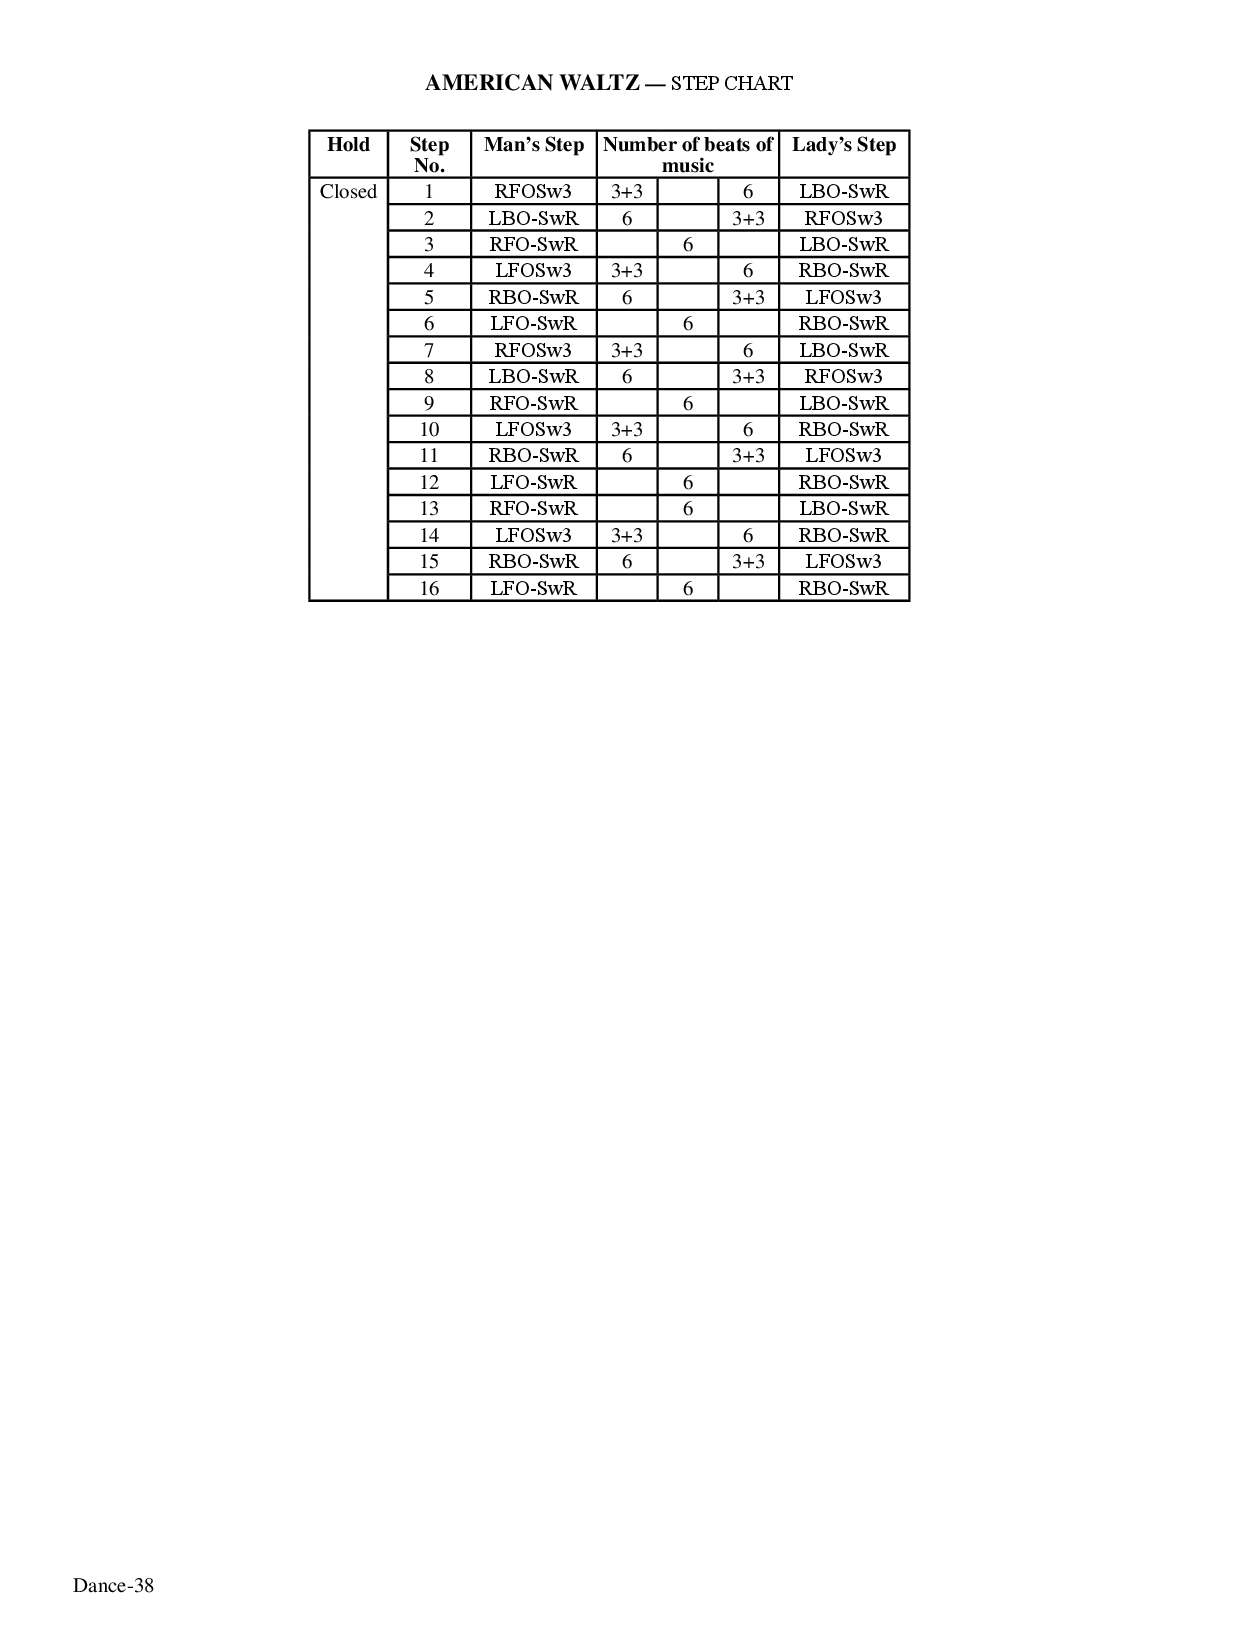 AMERICAN WALTZ — STEP CHART
Hold Step No. Man's Step Number of beats of music Lady's Step
Closed 1 RFOSw3 3+3 6 LBO-SwR
2 LBO-SwR 6 3+3 RFOSw3
3 RFO-SwR 6 LBO-SwR
4 LFOSw3 3+3 6 RBO-SwR
5 RBO-SwR 6 3+3 LFOSw3
6 LFO-SwR 6 RBO-SwR
7 RFOSw3 3+3 6 LBO-SwR
8 LBO-SwR 6 3+3 RFOSw3
9 RFO-SwR 6 LBO-SwR
10 LFOSw3 3+3 6 RBO-SwR
11 RBO-SwR 6 3+3 LFOSw3
12 LFO-SwR 6 RBO-SwR
13 RFO-SwR 6 LBO-SwR
14 LFOSw3 3+3 6 RBO-SwR
15 RBO-SwR 6 3+3 LFOSw3
16 LFO-SwR 6 RBO-SwR
Dance-38